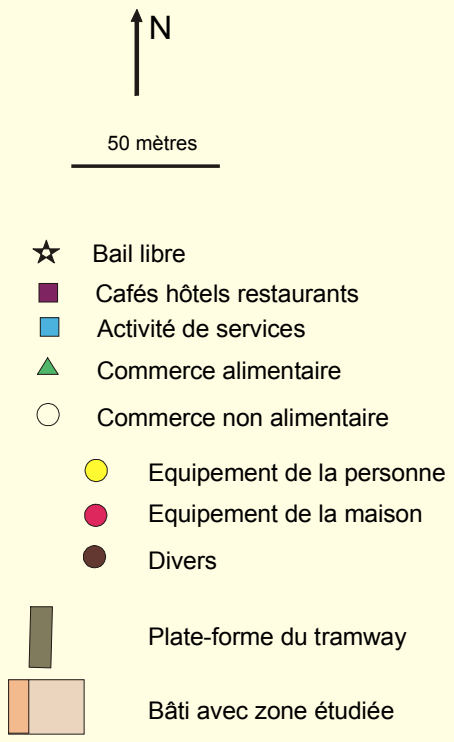 N
50 mètres
Bail libre
Cafés hôtels restaurants
Activité de services
Commerce alimentaire
Commerce non alimentaire
Equipement de la personne
Equipement de la maison
Divers
Plate-forme du tramway
Bâti avec zone étudiée